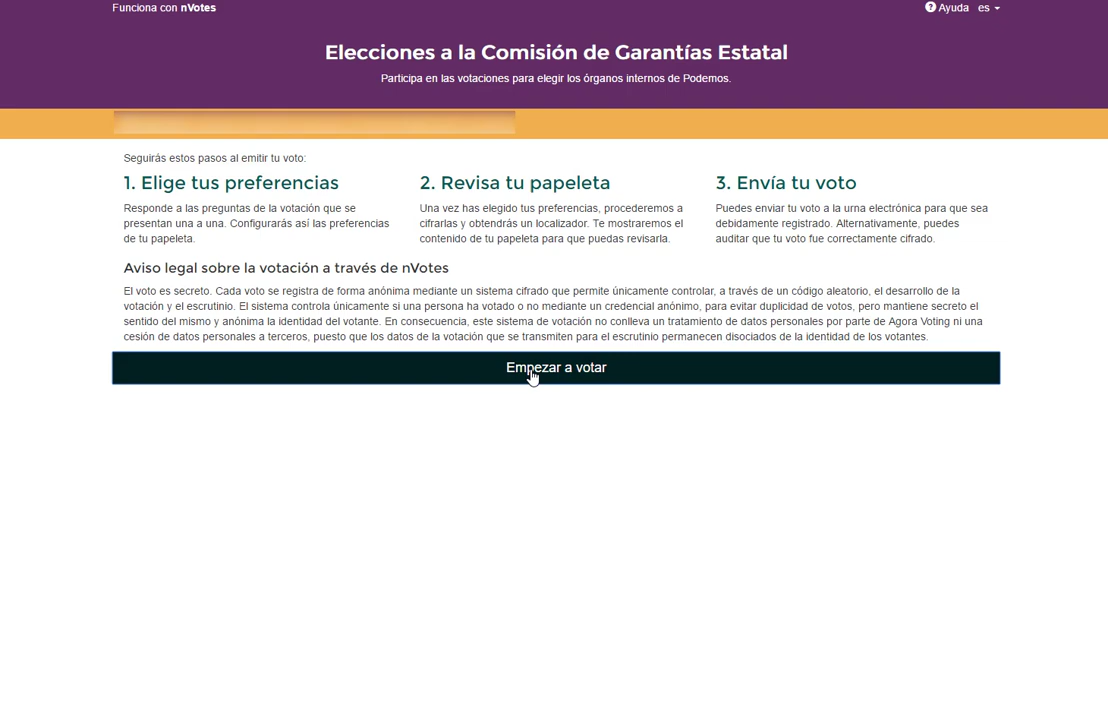 Funciona con nVotes
Ayuda es
Elecciones a la Comisión de Garantías Estatal
Participa en las votaciones para elegir los órganos internos de Podemos.
Seguirás estos pasos al emitir tu voto:
1. Elige tus preferencias
Responde a las preguntas de la votación que se
presentan una a una. Configurarás así las preferencias
de tu papeleta.
2. Revisa tu papeleta
Una vez has elegido tus preferencias, procederemos a
cifrarlas y obtendrás un localizador. Te mostraremos el
contenido de tu papeleta para que puedas revisarla.
3. Envía tu voto
Puedes enviar tu voto a la urna electrónica para que sea
debidamente registrado. Alternativamente, puedes
auditar que tu voto fue correctamente cifrado.
Aviso legal sobre la votación a través de nVotes
El voto es secreto. Cada voto se registra de forma anónima mediante un sistema cifrado que permite únicamente controlar, a través de un código aleatorio, el desarrollo de la
votación y el escrutinio. El sistema controla únicamente si una persona ha votado o no mediante un credencial anónimo, para evitar duplicidad de votos, pero mantiene secreto el
sentido del mismo y anónima la identidad del votante. En consecuencia, este sistema de votación no conlleva un tratamiento de datos personales por parte de Agora Voting ni una
cesión de datos personales a terceros, puesto que los datos de la votación que se transmiten para el escrutinio permanecen disociados de la identidad de los votantes.
Empezar a votar